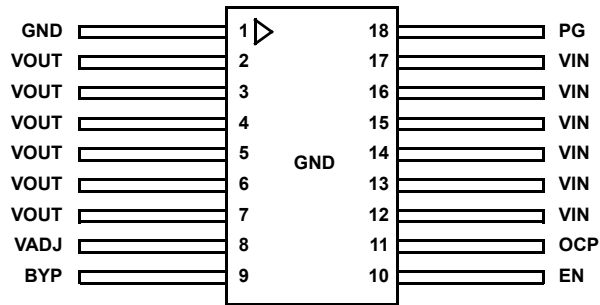 GND 1 18 PG
VOUT 2 17 VIN
VOUT 3 16 VIN
VOUT 4 15 VIN
VOUT 5 14 VIN
GND
VOUT 6 13 VIN
VOUT 7 12 VIN
VADJ 8 11 OCP
BYP 9 10 EN